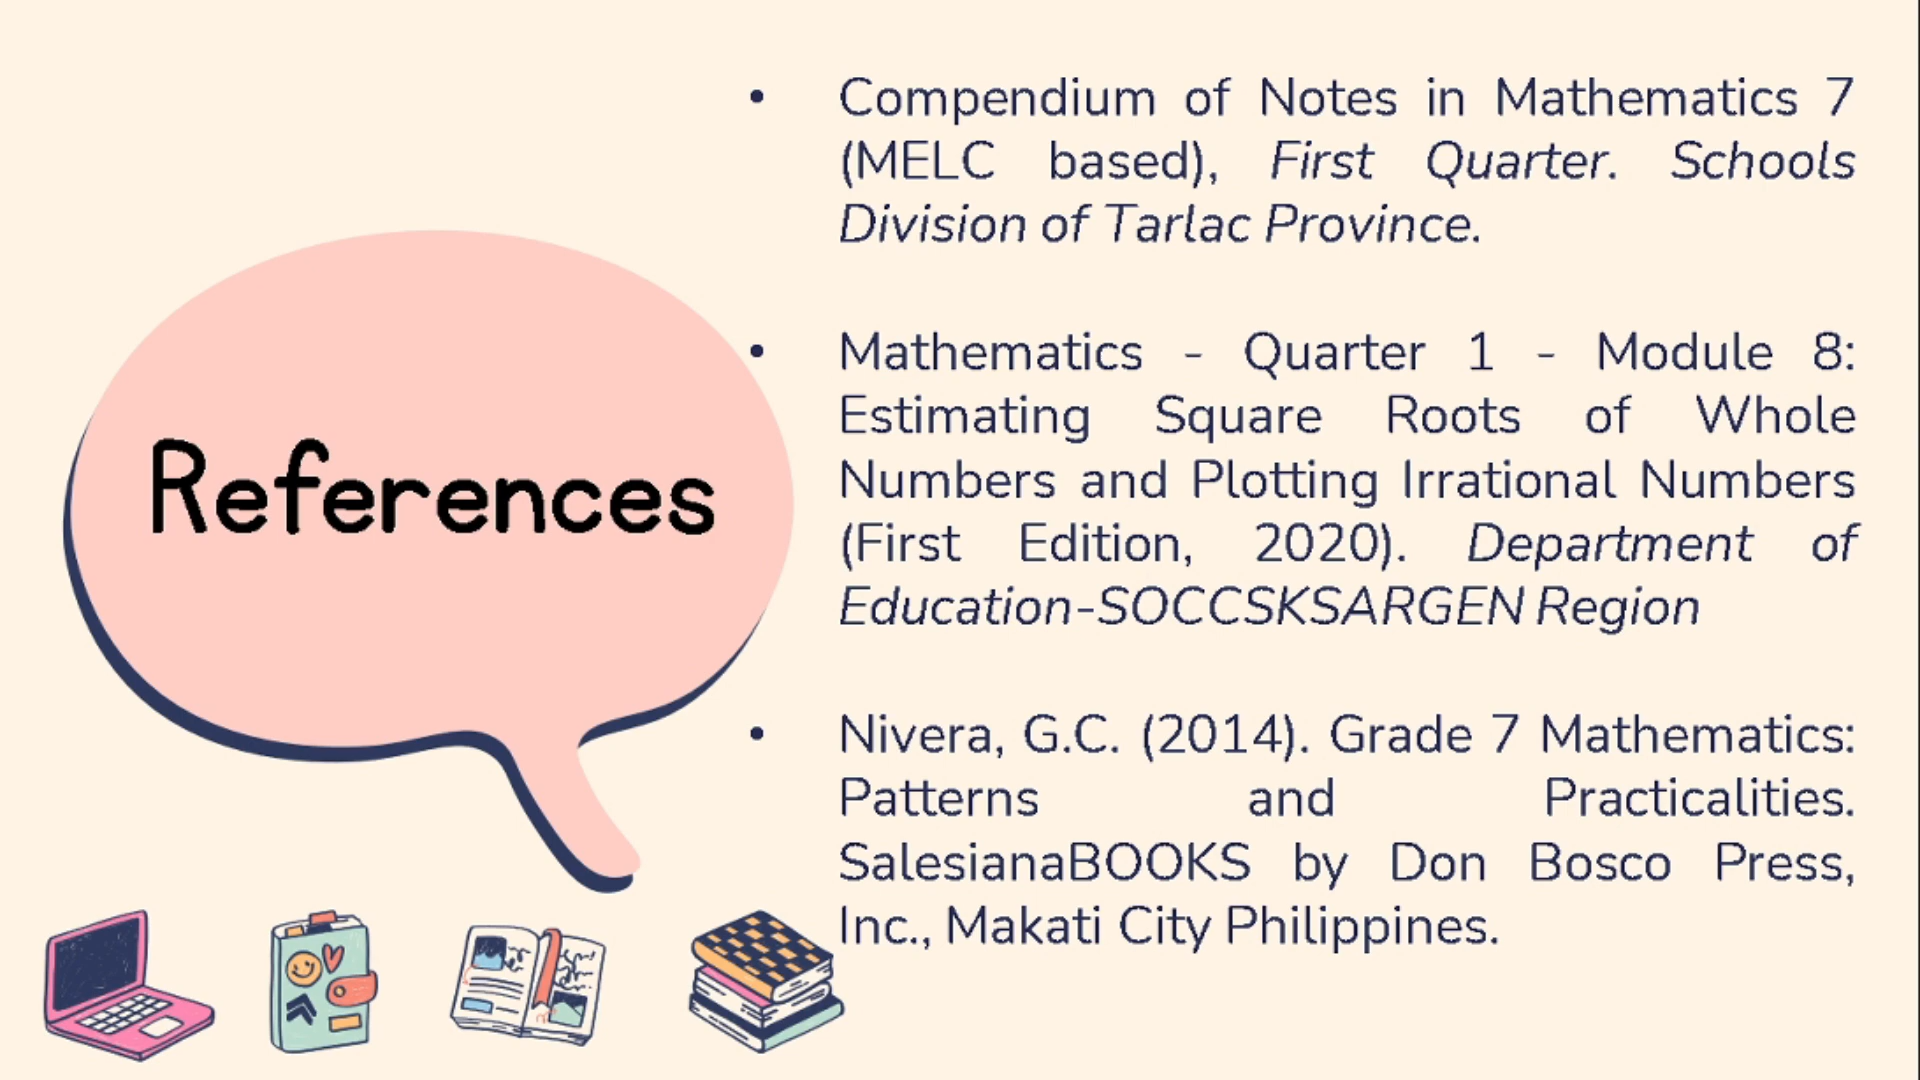 References
• Compendium of Notes in Mathematics 7
(MELC based), First Quarter. Schools
Division of Tarlac Province.
• Mathematics - Quarter 1 - Module 8:
Estimating Square Roots of Whole
Numbers and Plotting Irrational Numbers
(First Edition, 2020). Department of
Education-SOCCSKSARGEN Region
• Nivera, G.C. (2014). Grade 7 Mathematics:
Patterns and Practicalities.
SalesianaBOOKS by Don Bosco Press,
Inc., Makati City Philippines.